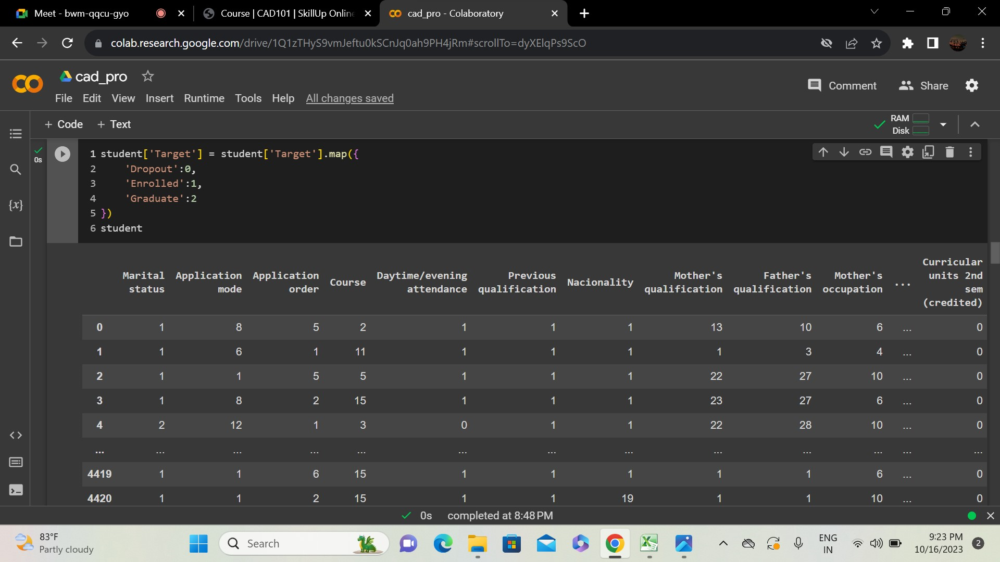 Meet - bwm-qqcu-gyo
Course | CAD101 | SkillUp Online
cad_pro - Colaboratory
colab.research.google.com/drive/1Q1zTHyS9vmJeftu0kSCnJq0ah9PH4jRm#scrollTo=dyXElqPs9ScO
cad_pro
Comment
Share
File Edit View Insert Runtime Tools Help All changes saved
+ Code + Text
RAM
Disk
0s
1 student['Target'] = student['Target'].map({
2 'Dropout':0,
3 'Enrolled':1,
4 'Graduate':2
5 })
6 student
{x}
Marital status Application mode Application order Course Daytime/evening attendance Previous qualification Nacionality Mother's qualification Father's qualification Mother's occupation ... Curricular units 2nd sem (credited)
0 1 8 5 2 1 1 1 13 10 6 ... 0
1 1 6 1 11 1 1 1 1 3 4 ... 0
2 1 1 5 5 1 1 1 22 27 10 ... 0
3 1 8 2 15 1 1 1 23 27 6 ... 0
4 2 12 1 3 0 1 1 22 28 10 ... 0
... ... ... ... ... ... ... ... ... ... ... ... ...
4419 1 1 6 15 1 1 1 1 1 6 ... 0
4420 1 1 2 15 1 1 19 1 1 10 ... 0
0s completed at 8:48 PM
83°F
Partly cloudy
Search
ENG
IN
9:23 PM
10/16/2023
2